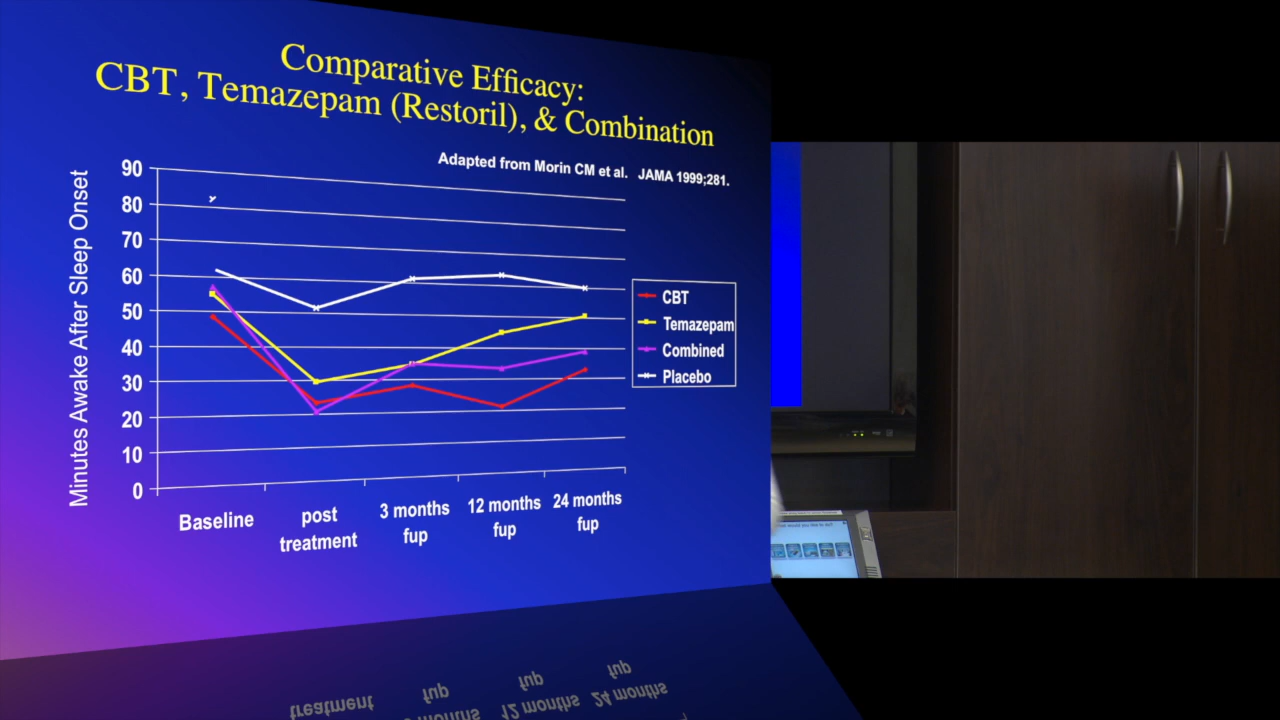 Comparative Efficacy:
CBT, Temazepam (Restoril), & Combination
Adapted from Morin CM et al. JAMA 1999;281.
Minutes Awake After Sleep Onset
90
80
70
60
50
40
30
20
10
0
Baseline
post
treatment
3 months
fup
12 months
fup
24 months
fup
CBT
Temazepam
Combined
Placebo